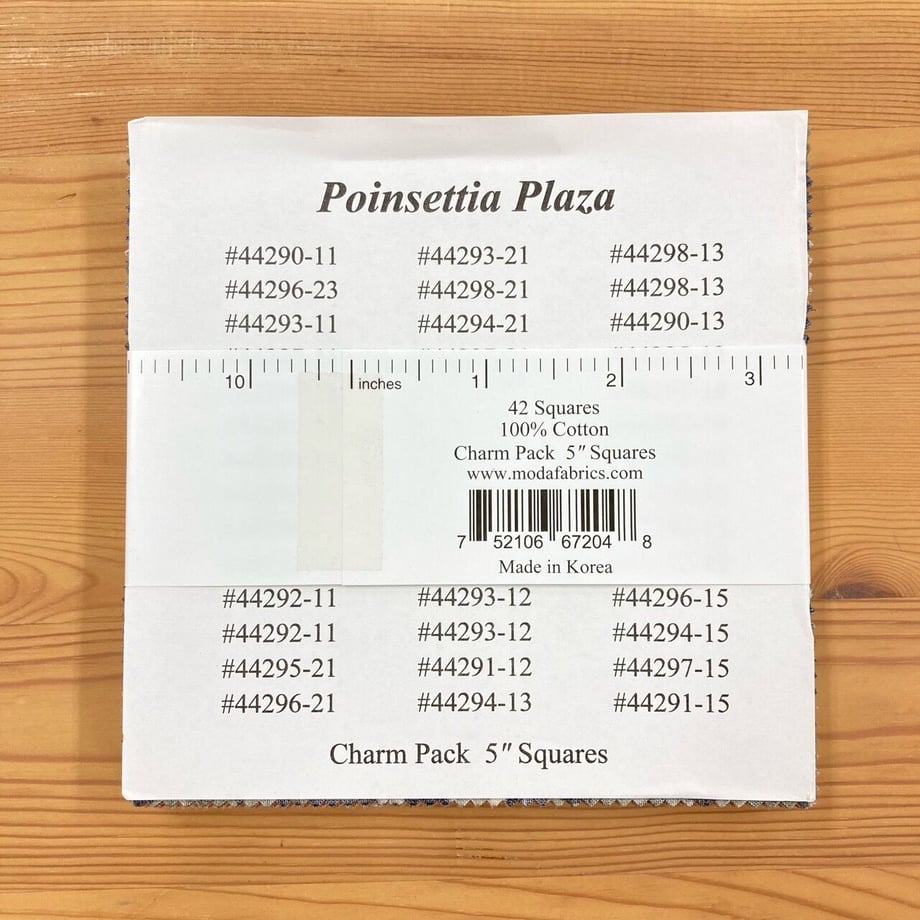 Poinsettia Plaza
#44290-11 #44293-21 #44298-13
#44296-23 #44298-21 #44298-13
#44293-11 #44294-21 #44290-13
10 inches 1 2 3
42 Squares
100% Cotton
Charm Pack 5" Squares
www.modafabrics.com
7 52106 67204 8
Made in Korea
#44292-11 #44293-12 #44296-15
#44292-11 #44293-12 #44294-15
#44295-21 #44291-12 #44297-15
#44296-21 #44294-13 #44291-15
Charm Pack 5" Squares